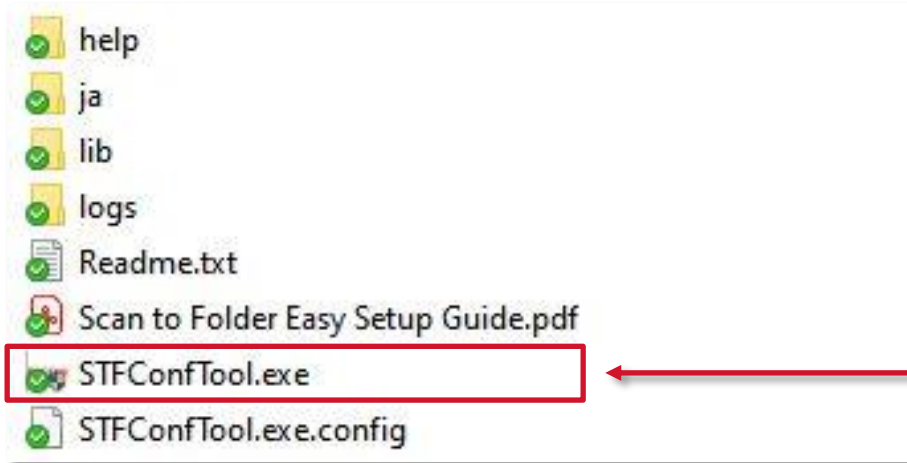 help
ja
lib
logs
Readme.txt
Scan to Folder Easy Setup Guide.pdf
STFConfTool.exe
STFConfTool.exe.config